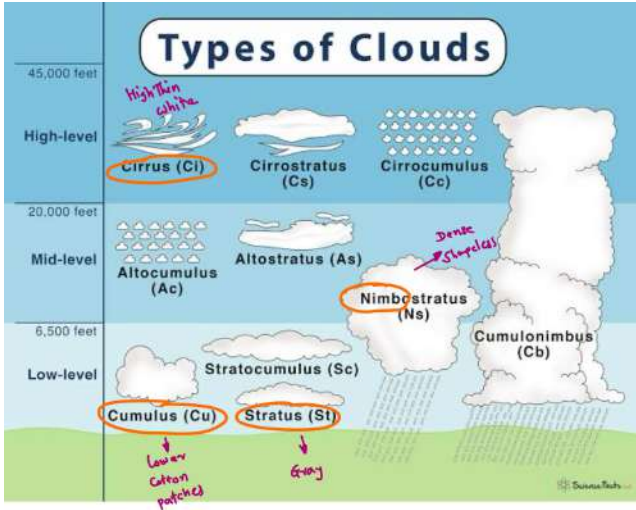 Types of Clouds
45,000 feet
High Thin
White
High-level
Cirrus (Ci)
Cirrostratus
(Cs)
Cirrocumulus
(Cc)
20,000 feet
Mid-level
Altocumulus
(Ac)
Altostratus (As)
Dense
Shapeless
Nimbostratus
(Ns)
Cumulonimbus
(Cb)
6,500 feet
Low-level
Stratocumulus (Sc)
Cumulus (Cu)
Stratus (St)
Lower
Cotton
patches
Gray
ScienceFacts